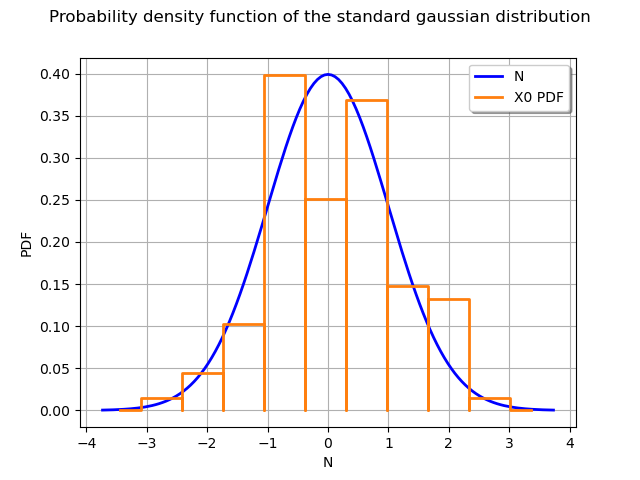 Probability density function of the standard gaussian distribution
N
X0 PDF
PDF
0.40
0.35
0.30
0.25
0.20
0.15
0.10
0.05
0.00
−4 −3 −2 −1 0 1 2 3 4
N